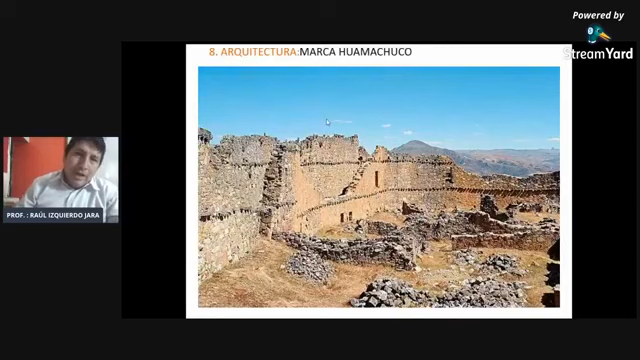 Powered by
StreamYard
8. ARQUITECTURA:MARCA HUAMACHUCO
PROF. : RAÚL IZQUIERDO JARA